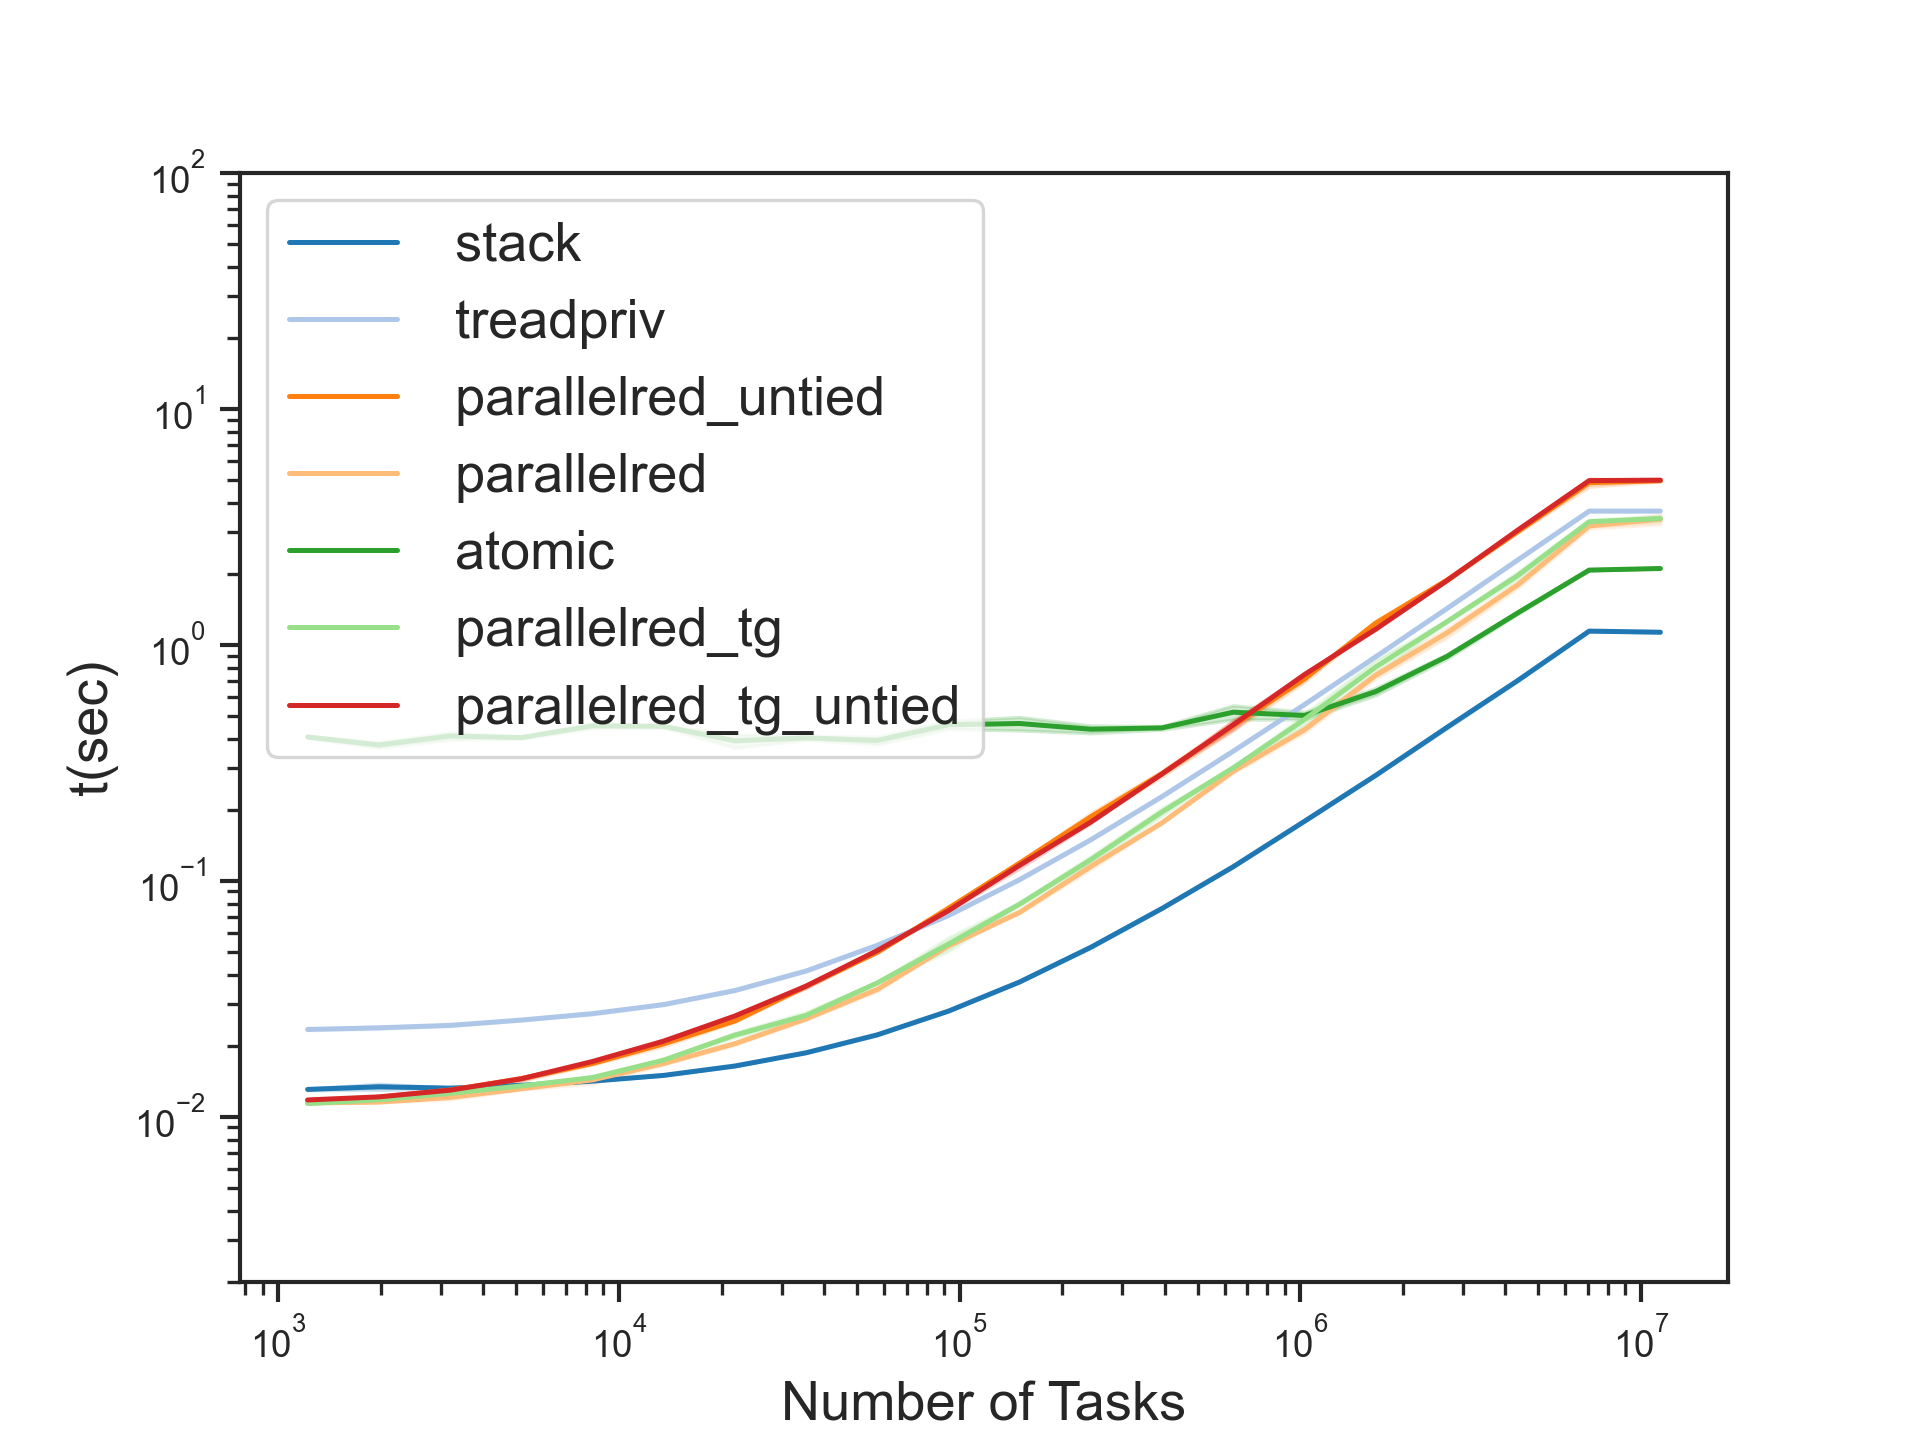 stack
treadpriv
parallelred_untied
parallelred
atomic
parallelred_tg
parallelred_tg_untied
10^2
10^1
10^0
10^−1
10^−2
t(sec)
10^3 10^4 10^5 10^6 10^7
Number of Tasks